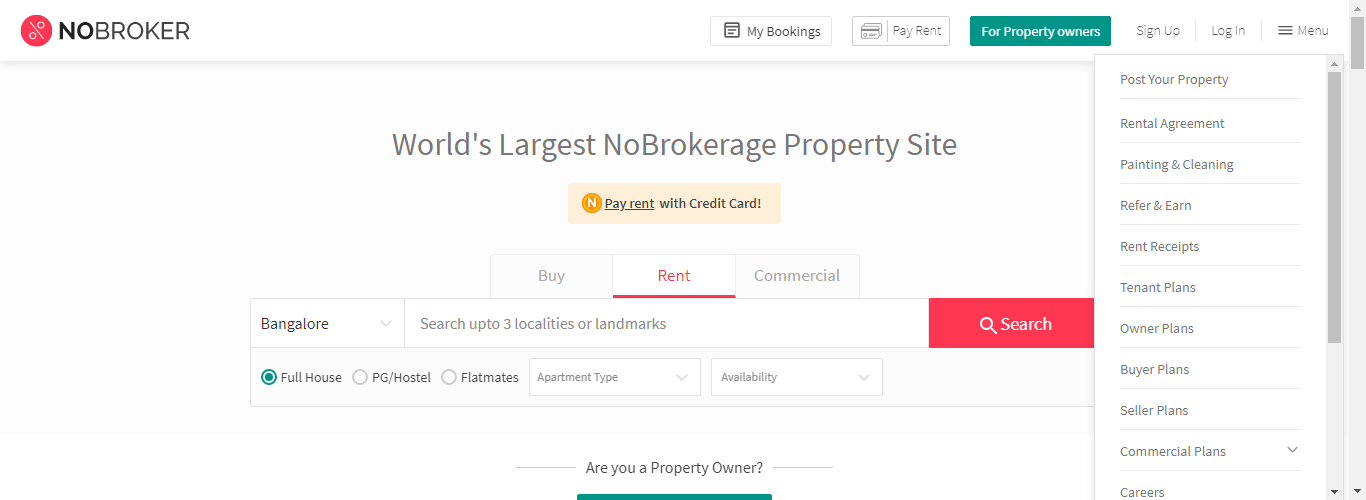 NOBROKER
My Bookings
Pay Rent
For Property owners
Sign Up
Log In
Menu
World's Largest NoBrokerage Property Site
N Pay rent with Credit Card!
Buy
Rent
Commercial
Bangalore
Search upto 3 localities or landmarks
Search
Full House
PG/Hostel
Flatmates
Apartment Type
Availability
Are you a Property Owner?
Post Your Property
Rental Agreement
Painting & Cleaning
Refer & Earn
Rent Receipts
Tenant Plans
Owner Plans
Buyer Plans
Seller Plans
Commercial Plans
Careers